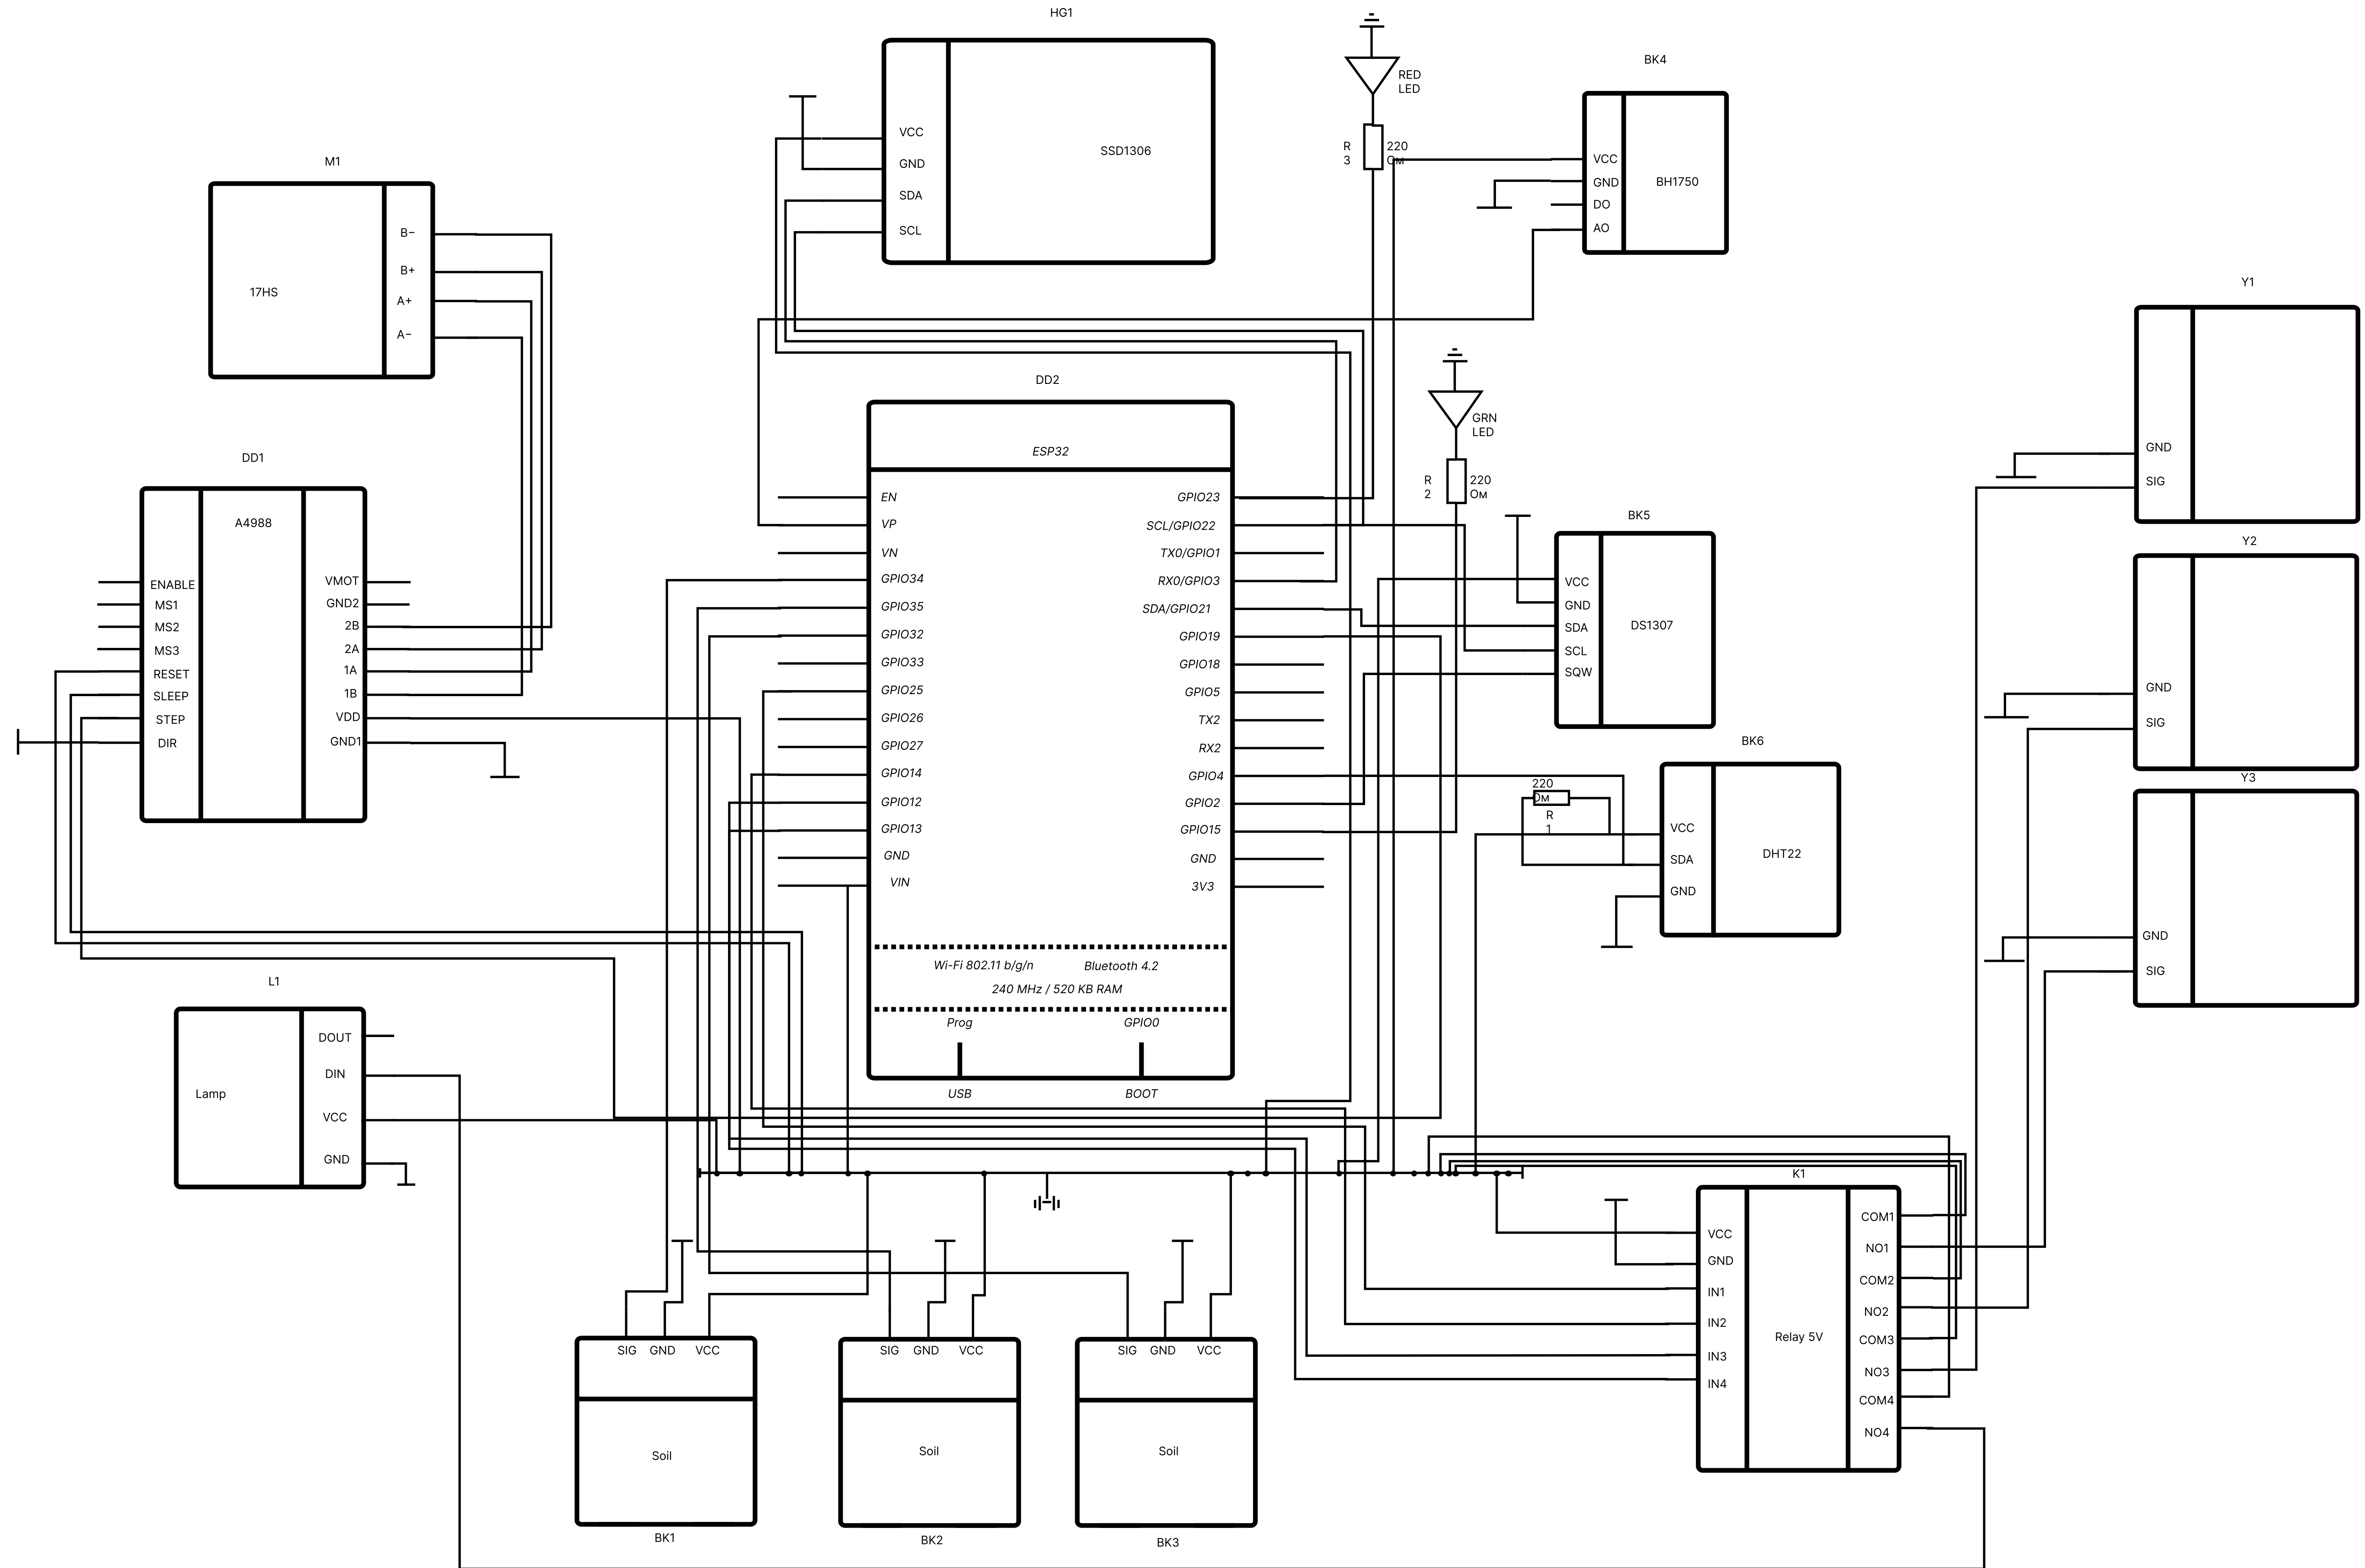 HG1
VCC
GND
SDA
SCL
SSD1306
RED
LED
R
3
220
Ом
BK4
VCC
GND
DO
AO
BH1750
M1
17HS
B−
B+
A+
A−
DD1
A4988
ENABLE
MS1
MS2
MS3
RESET
SLEEP
STEP
DIR
VMOT
GND2
2B
2A
1A
1B
VDD
GND1
DD2
ESP32
EN
VP
VN
GPIO34
GPIO35
GPIO32
GPIO33
GPIO25
GPIO26
GPIO27
GPIO14
GPIO12
GPIO13
GND
VIN
GPIO23
SCL/GPIO22
TX0/GPIO1
RX0/GPIO3
SDA/GPIO21
GPIO19
GPIO18
GPIO5
TX2
RX2
GPIO4
GPIO2
GPIO15
GND
3V3
Wi-Fi 802.11 b/g/n
Bluetooth 4.2
240 MHz / 520 KB RAM
Prog
GPIO0
USB
BOOT
GRN
LED
R
2
220
Ом
BK5
VCC
GND
SDA
SCL
SQW
DS1307
BK6
220
Ом
R
1
VCC
SDA
GND
DHT22
Y1
GND
SIG
Y2
GND
SIG
Y3
GND
SIG
L1
Lamp
DOUT
DIN
VCC
GND
K1
VCC
GND
IN1
IN2
IN3
IN4
Relay 5V
COM1
NO1
COM2
NO2
COM3
NO3
COM4
NO4
SIG
GND
VCC
Soil
BK1
SIG
GND
VCC
Soil
BK2
SIG
GND
VCC
Soil
BK3